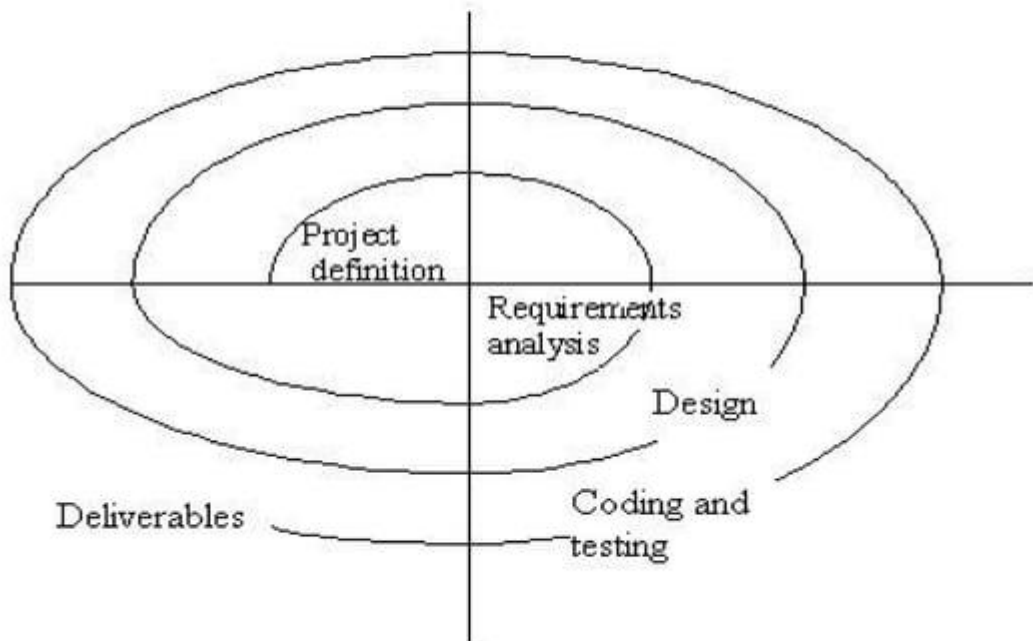 Project
definition
Requirements
analysis
Design
Coding and
testing
Deliverables